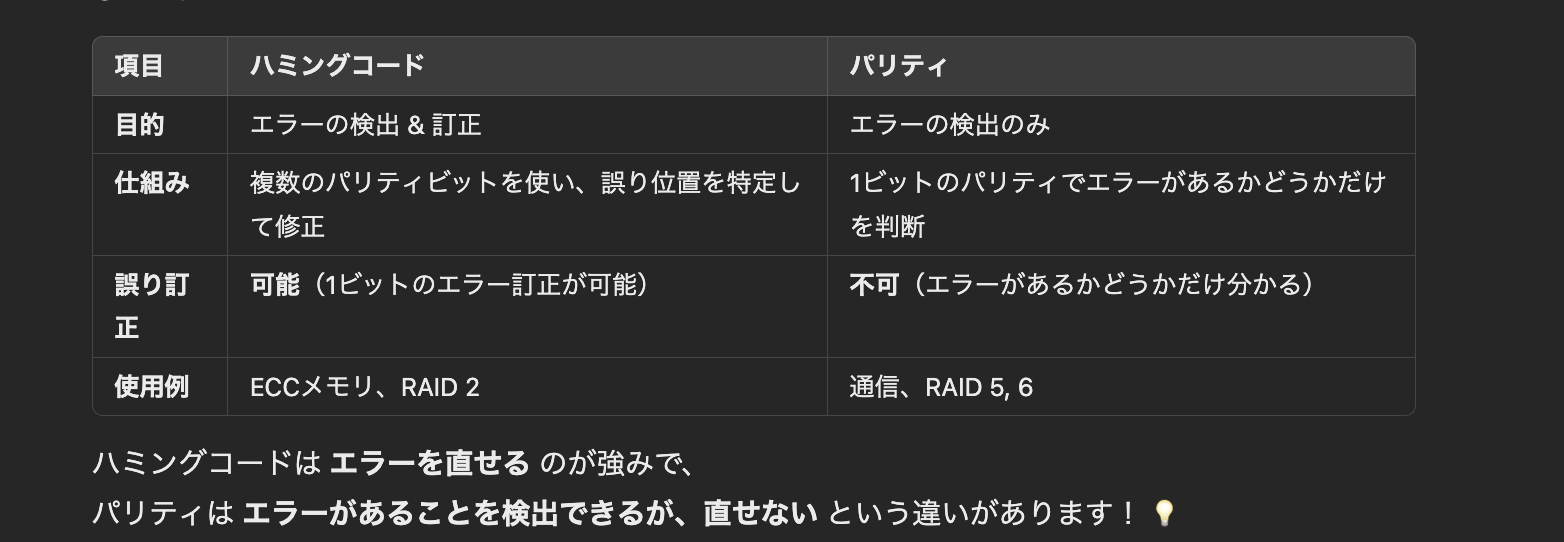 項目 ハミングコード パリティ
目的 エラーの検出 & 訂正 エラーの検出のみ
仕組み 複数のパリティビットを使い、誤り位置を特定し 1ビットのパリティでエラーがあるかどうかだけ
て修正 を判断
誤り訂 可能（1ビットのエラー訂正が可能） 不可（エラーがあるかどうかだけ分かる）
正
使用例 ECCメモリ、RAID 2 通信、RAID 5, 6
ハミングコードは エラーを直せる のが強みで、
パリティは エラーがあることを検出できるが、直せない という違いがあります！ 💡